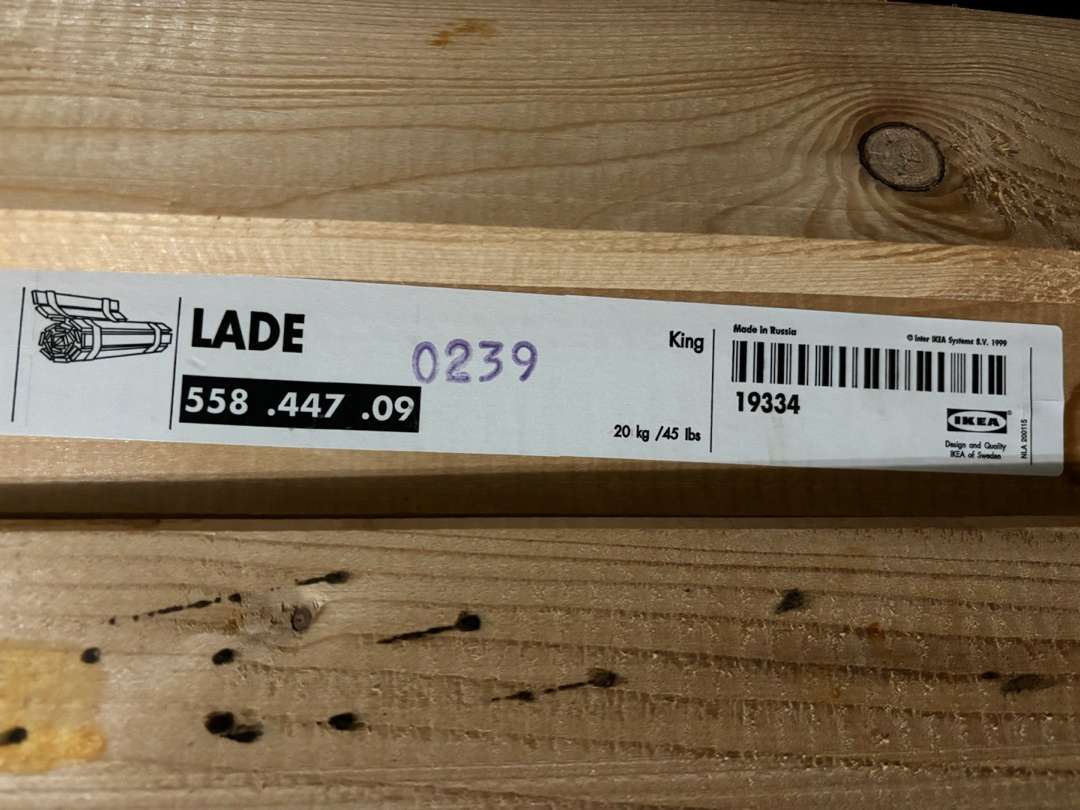 LADE
558 .447 .09
0239
King
20 kg /45 lbs
Made in Russia
© Inter IKEA Systems B.V. 1999
19334
IKEA®
Design and Quality
IKEA of Sweden
NLA 200115